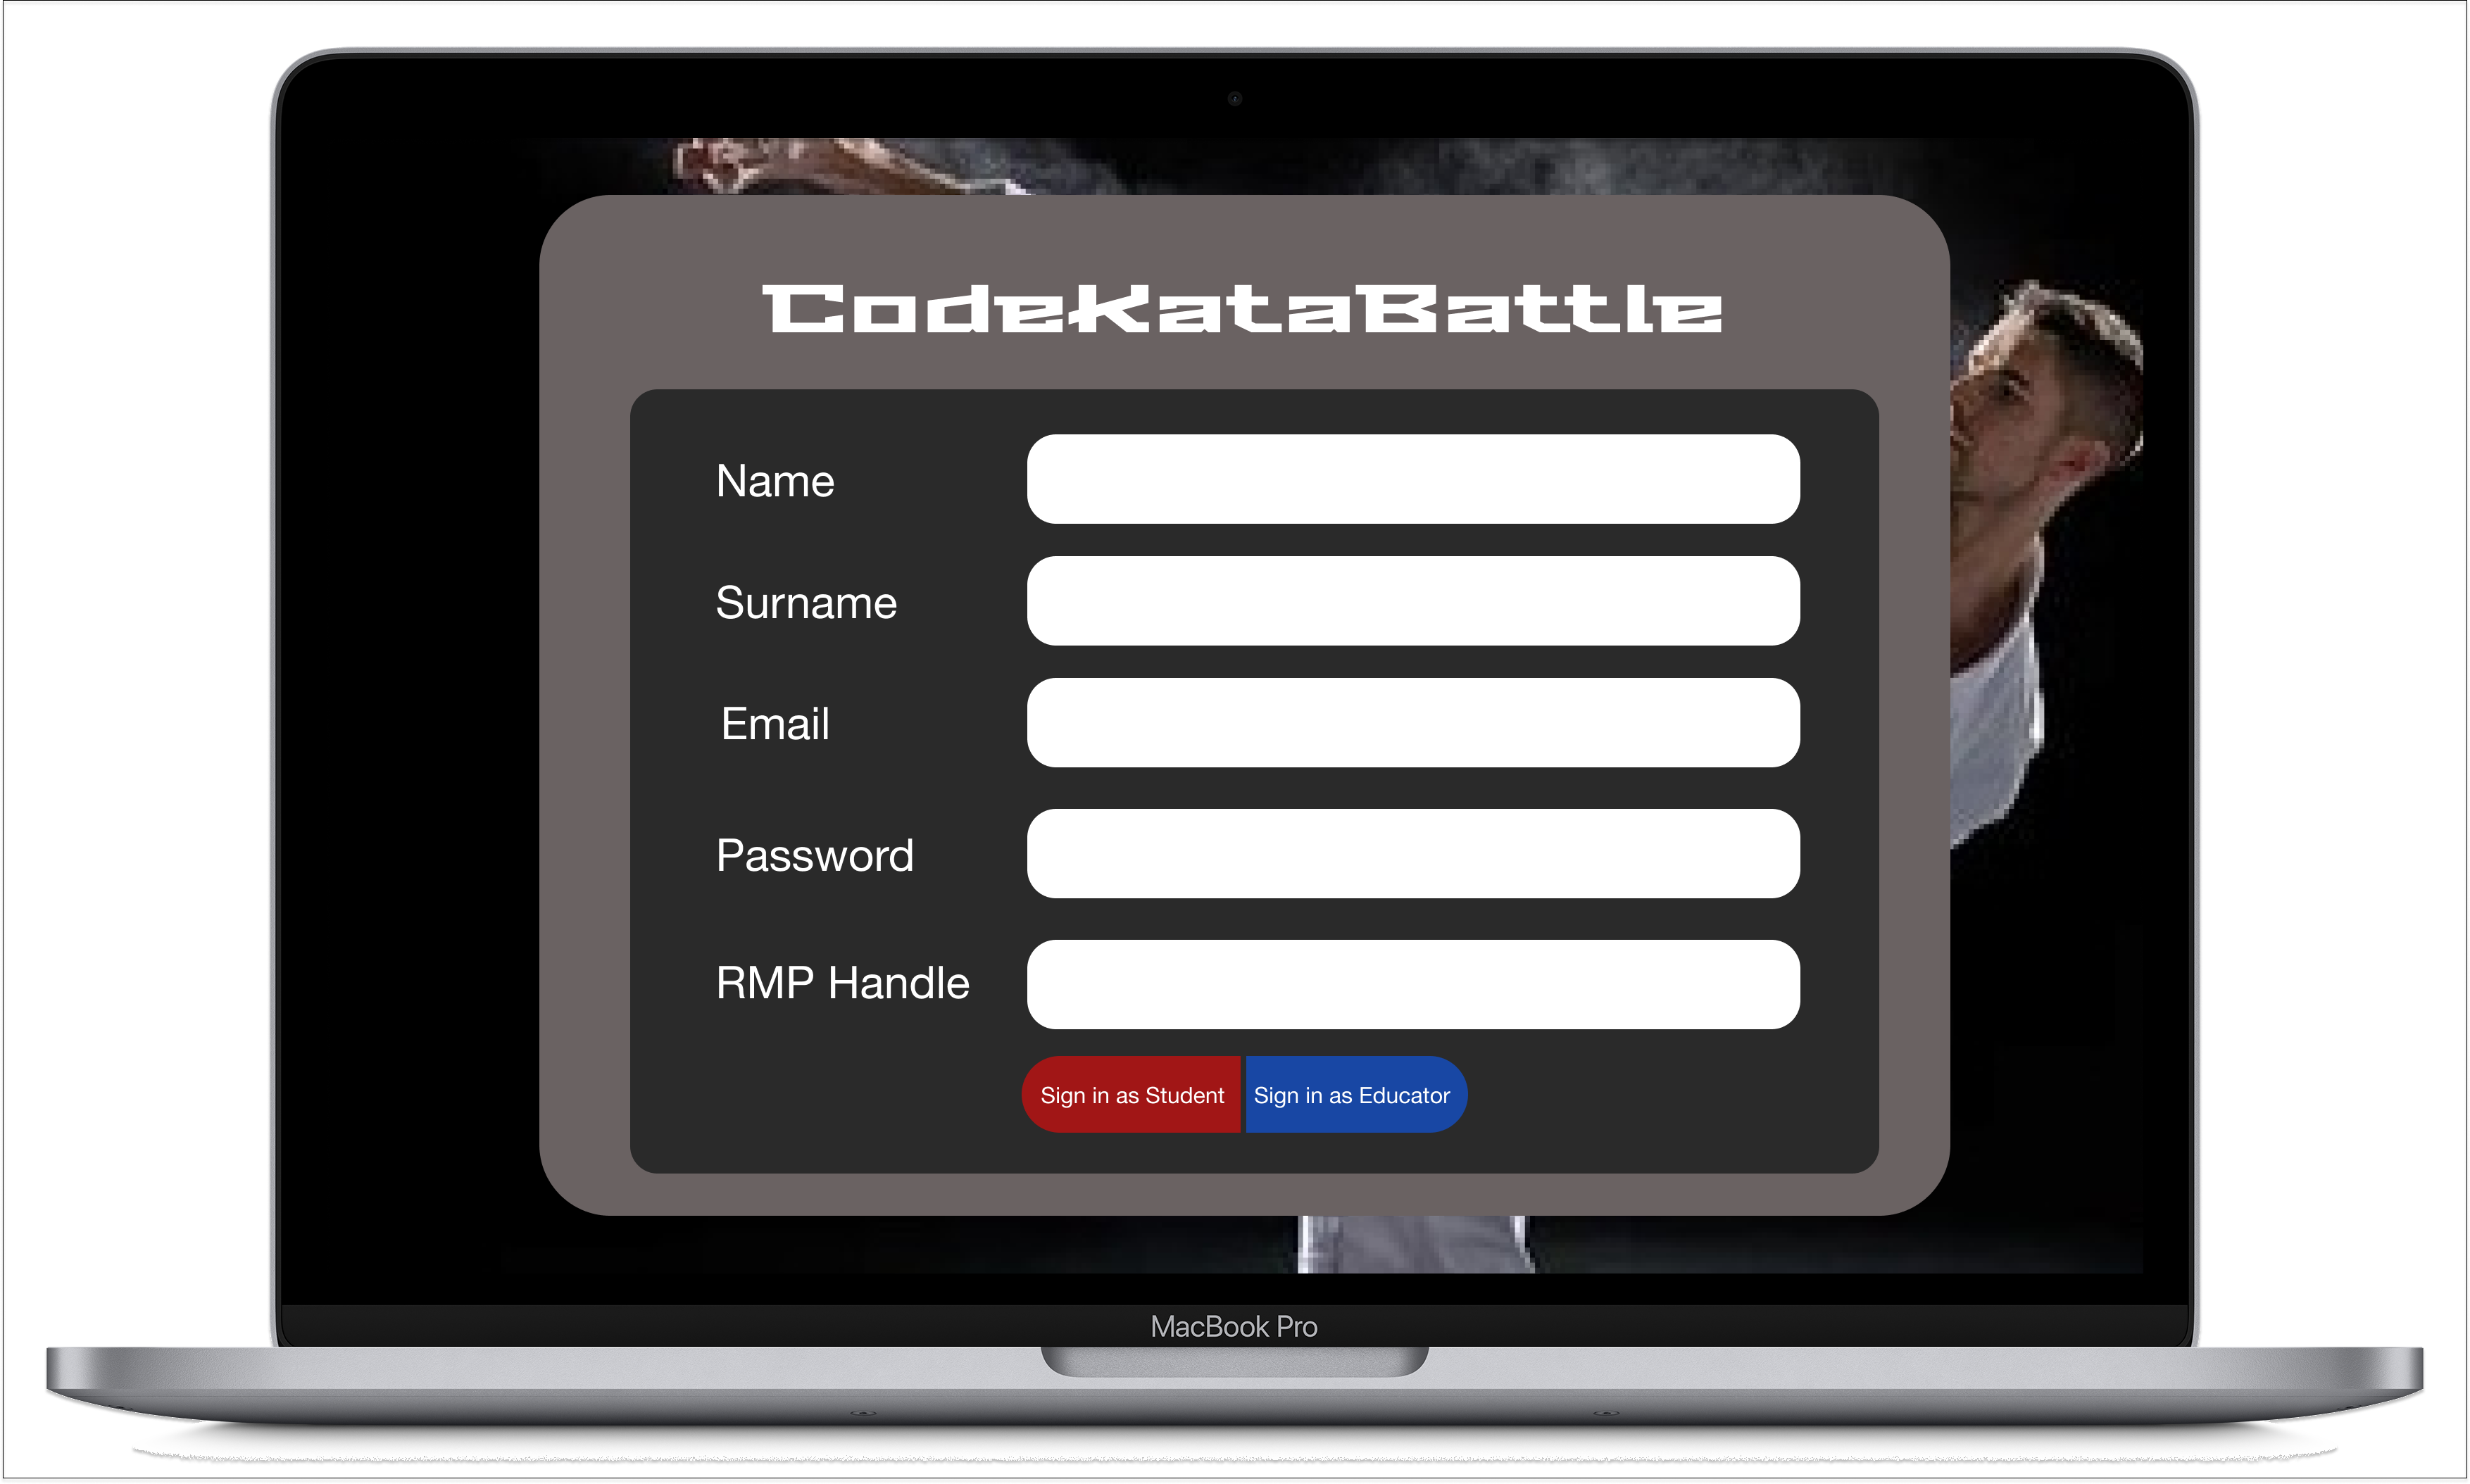 CodeKataBattle
Name
Surname
Email
Password
RMP Handle
Sign in as Student
Sign in as Educator
MacBook Pro